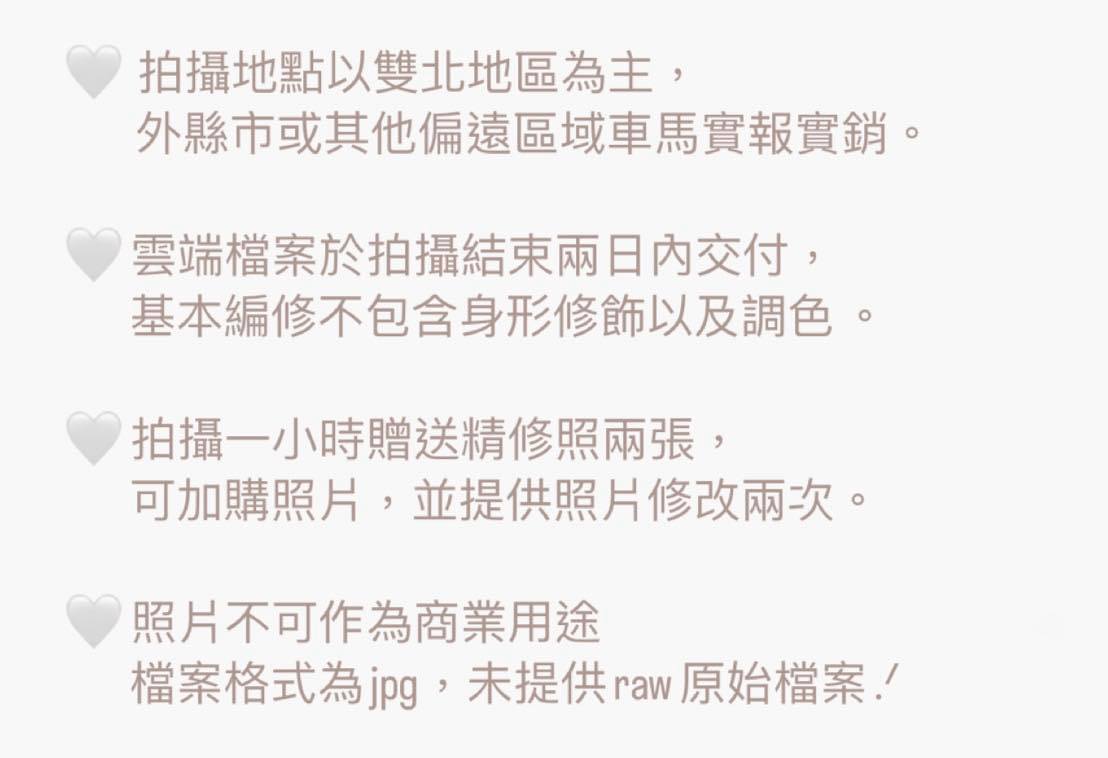 🤍 拍攝地點以雙北地區為主，
外縣市或其他偏遠區域車馬實報實銷。
🤍雲端檔案於拍攝結束兩日內交付，
基本編修不包含身形修飾以及調色 。
🤍拍攝一小時贈送精修照兩張，
可加購照片，並提供照片修改兩次。
🤍照片不可作為商業用途
檔案格式為jpg，未提供raw原始檔案 !